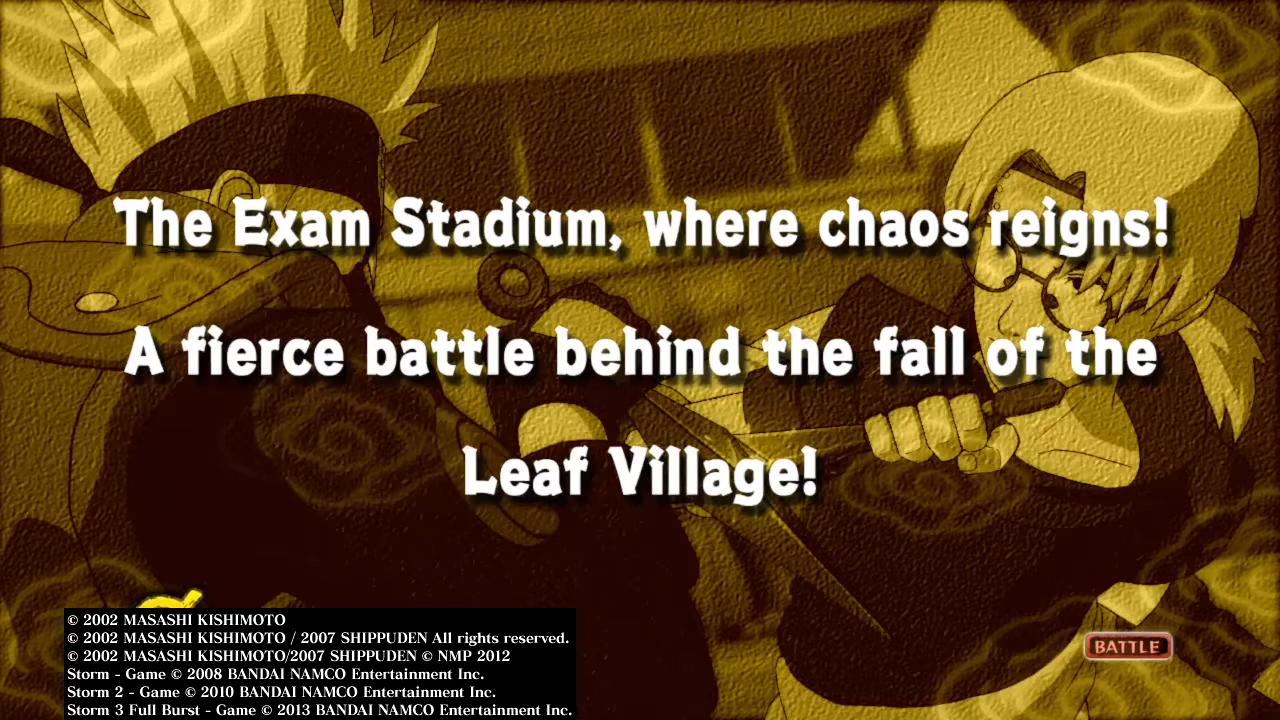 The Exam Stadium, where chaos reigns!
A fierce battle behind the fall of the
Leaf Village!
© 2002 MASASHI KISHIMOTO
© 2002 MASASHI KISHIMOTO / 2007 SHIPPUDEN All rights reserved.
© 2002 MASASHI KISHIMOTO/2007 SHIPPUDEN © NMP 2012
Storm - Game © 2008 BANDAI NAMCO Entertainment Inc.
Storm 2 - Game © 2010 BANDAI NAMCO Entertainment Inc.
Storm 3 Full Burst - Game © 2013 BANDAI NAMCO Entertainment Inc.
BATTLE